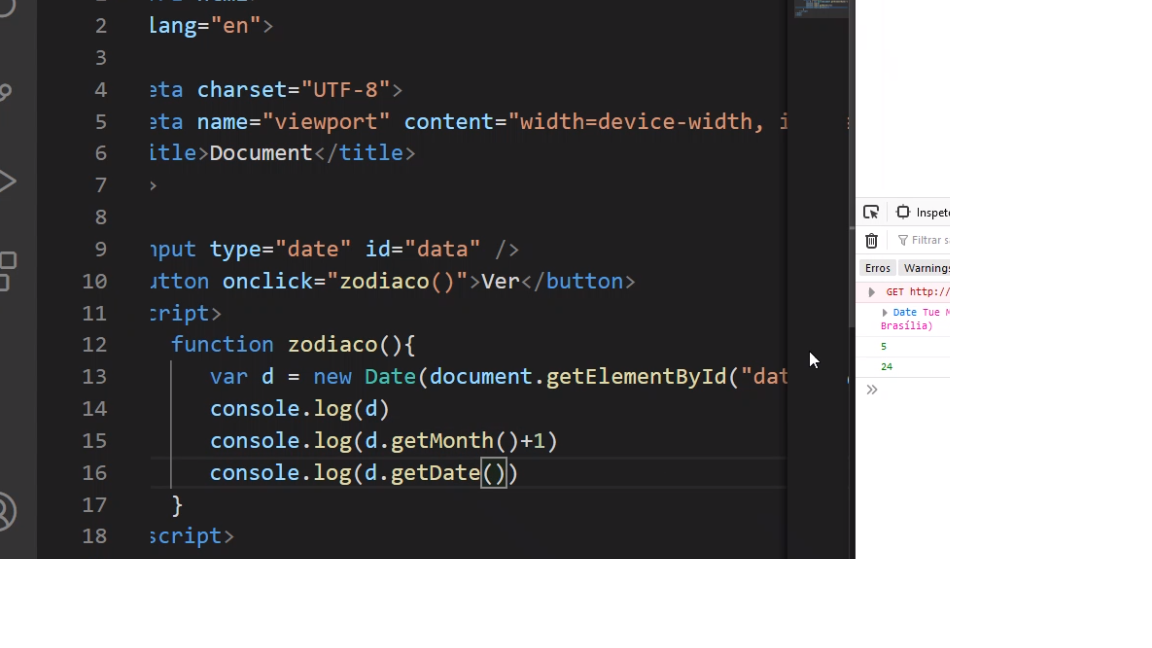 2 lang="en">
3
4 eta charset="UTF-8">
5 eta name="viewport" content="width=device-width, i
6 itle>Document</title>
7 >
8
9 nput type="date" id="data" />
10 utton onclick="zodiaco()">Ver</button>
11 cript>
12 function zodiaco(){
13 var d = new Date(document.getElementById("dat
14 console.log(d)
15 console.log(d.getMonth()+1)
16 console.log(d.getDate())
17 }
18 script>
Inspeto
Filtrar s
Erros Warnings
GET http://
Date Tue M
Brasília)
5
24